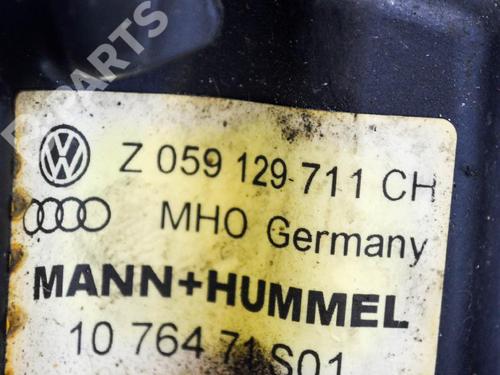 Z 059 129 711 CH
MHO Germany
MANN+HUMMEL
10 764 71 S01